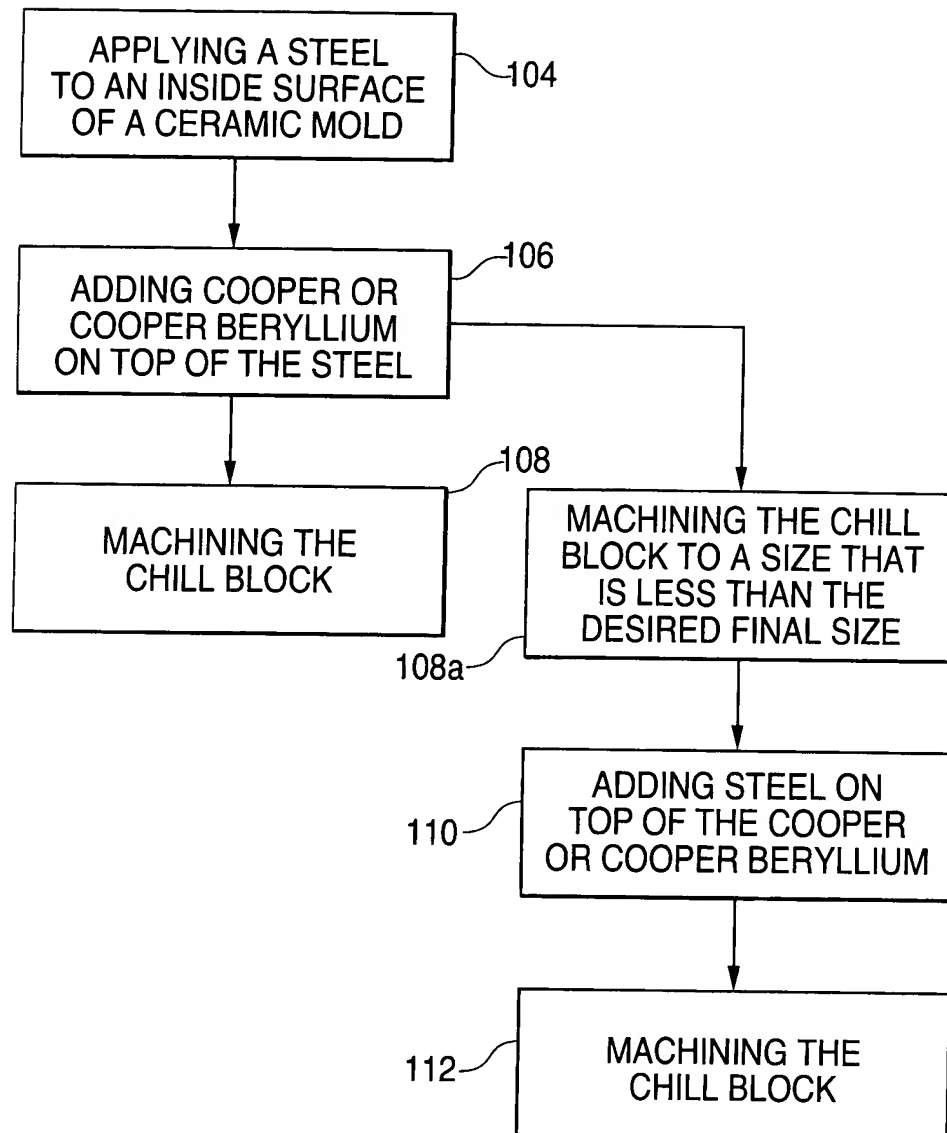 APPLYING A STEEL
TO AN INSIDE SURFACE
OF A CERAMIC MOLD
104
ADDING COOPER OR
COOPER BERYLLIUM
ON TOP OF THE STEEL
106
MACHINING THE
CHILL BLOCK
108
MACHINING THE CHILL
BLOCK TO A SIZE THAT
IS LESS THAN THE
DESIRED FINAL SIZE
108a
ADDING STEEL ON
TOP OF THE COOPER
OR COOPER BERYLLIUM
110
MACHINING THE
CHILL BLOCK
112